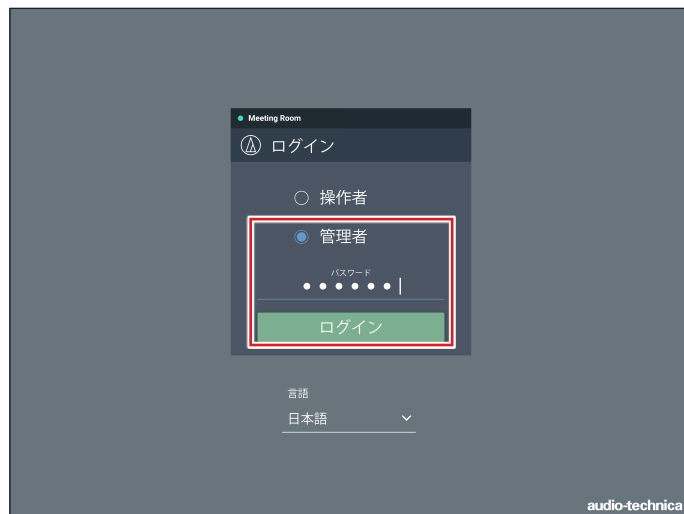 Meeting Room
ログイン
操作者
管理者
パスワード
ログイン
言語
日本語
audio-technica